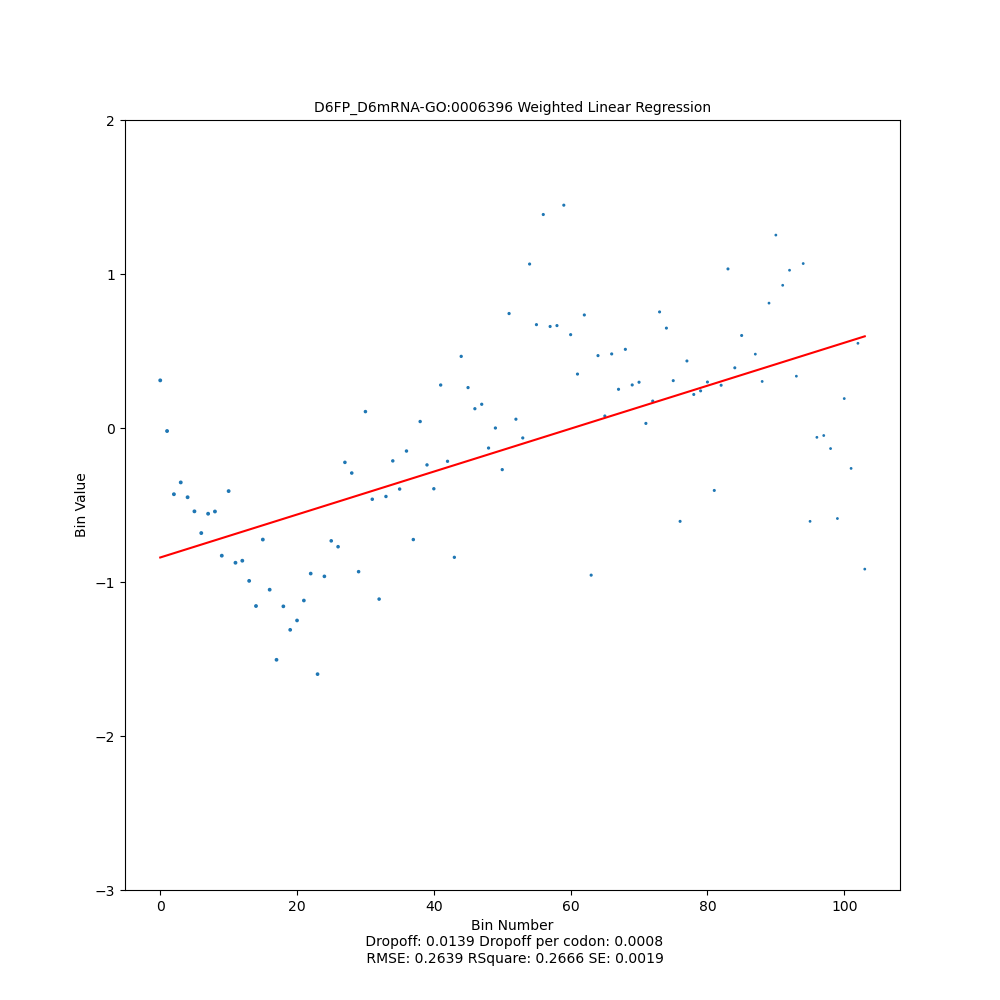 D6FP_D6mRNA-GO:0006396 Weighted Linear Regression
2
1
0
−1
−2
−3
Bin Value
0 20 40 60 80 100
Bin Number
Dropoff: 0.0139 Dropoff per codon: 0.0008
RMSE: 0.2639 RSquare: 0.2666 SE: 0.0019